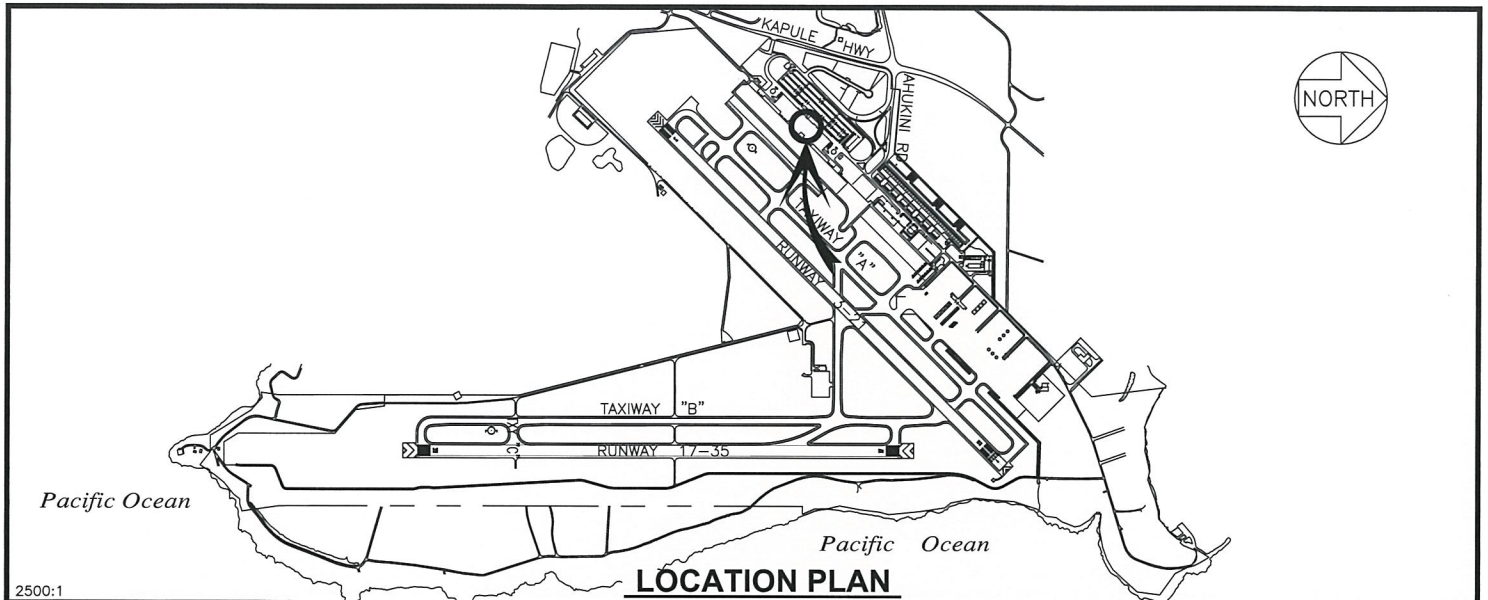 KAPULE HWY
NORTH
AHUKINI RD
TAXIWAY "A"
RUNWAY
TAXIWAY "B"
RUNWAY 17-35
Pacific Ocean
Pacific Ocean
LOCATION PLAN
2500:1